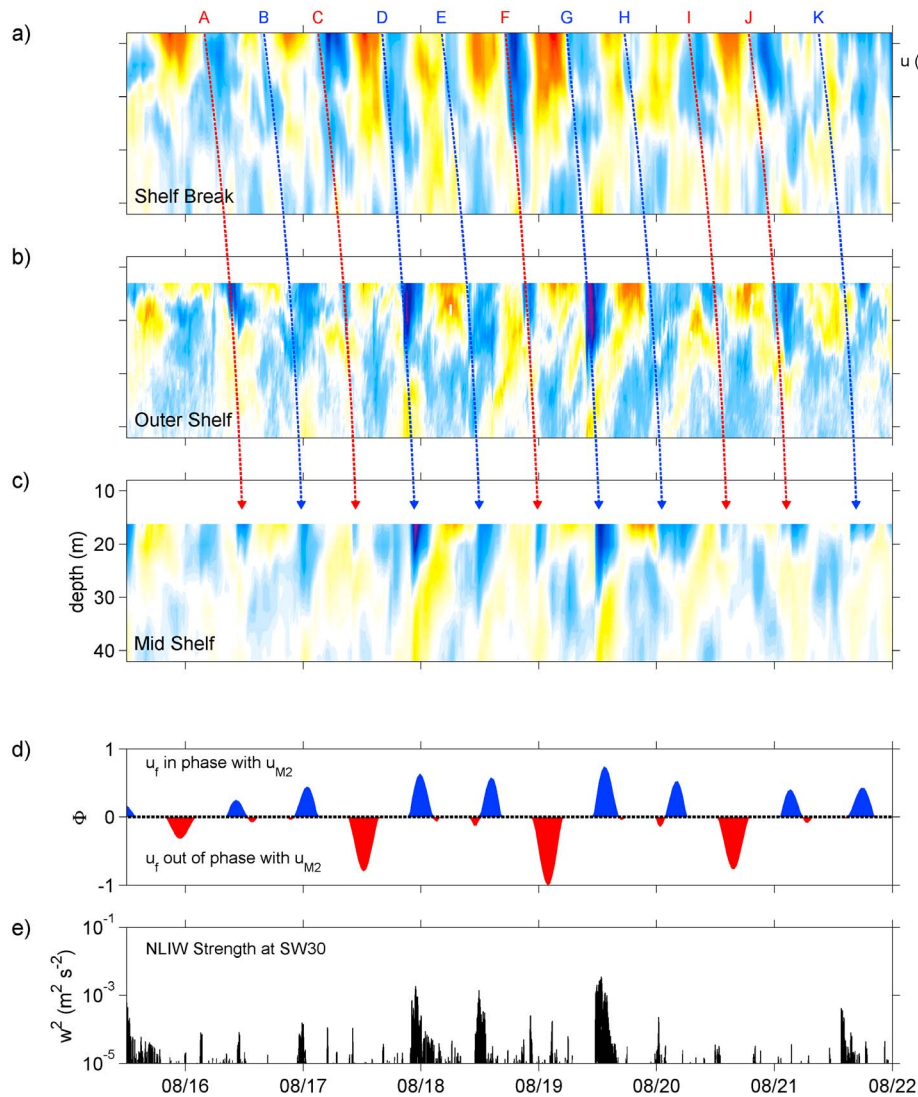 A B C D E F G H I J K
a)
u (
Shelf Break
b)
Outer Shelf
c)
10
20
30
40
depth (m)
Mid Shelf
d)
1
0
-1
Φ
u_f in phase with u_M2
u_f out of phase with u_M2
e)
10^-1
10^-3
10^-5
w^2 (m^2 s^-2)
NLIW Strength at SW30
08/16 08/17 08/18 08/19 08/20 08/21 08/22